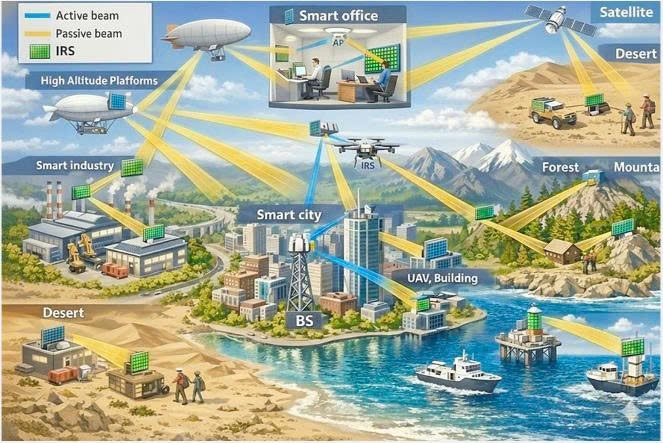 Active beam
Passive beam
IRS
Smart office
AP
Satellite
Desert
High Altitude Platforms
IRS
Smart industry
Forest
Mounta
Smart city
UAV, Building
BS
Desert